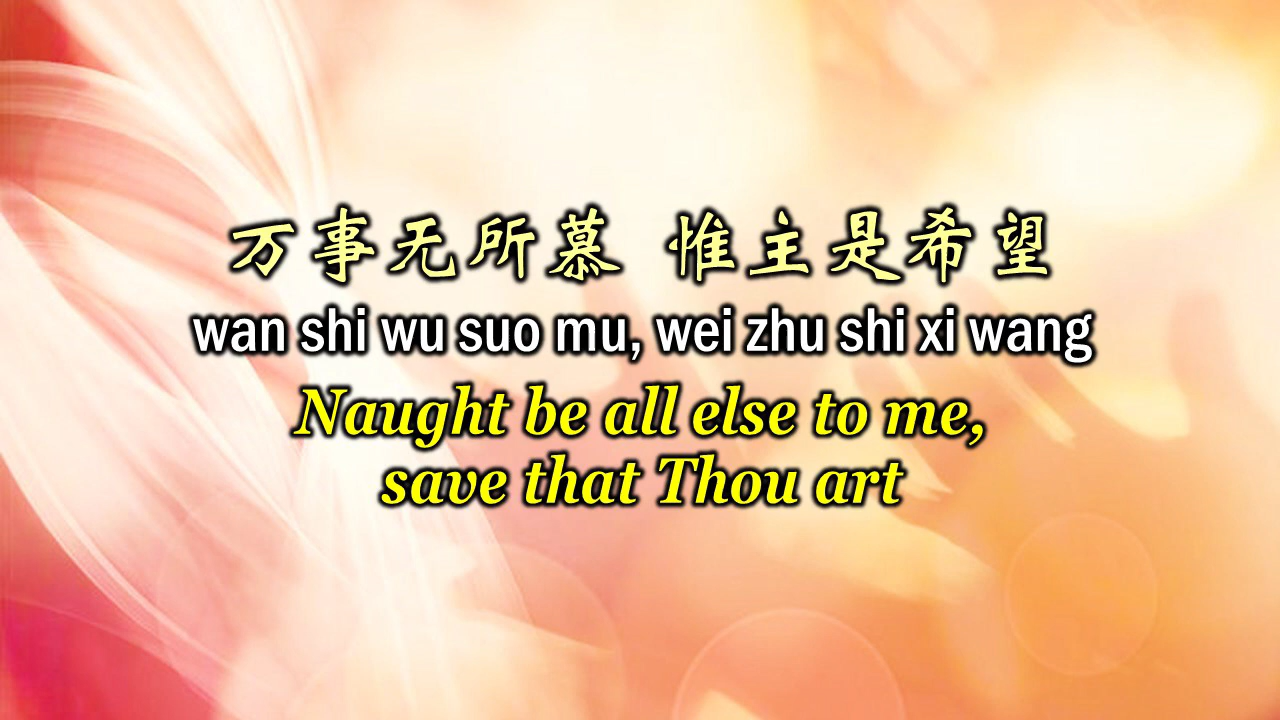 万事无所慕 惟主是希望
wan shi wu suo mu, wei zhu shi xi wang
Naught be all else to me,
save that Thou art